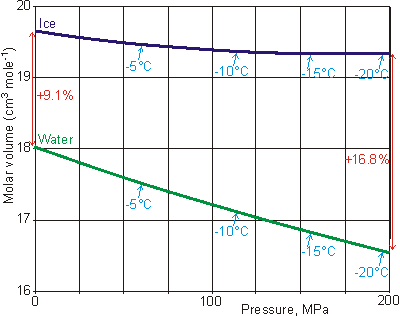 20
Ice
-5°C
-10°C
-15°C
-20°C
19
+9.1%
Molar volume (cm³ mole⁻¹)
18
Water
+16.8%
-5°C
17
-10°C
-15°C
-20°C
16
0
100
200
Pressure, MPa